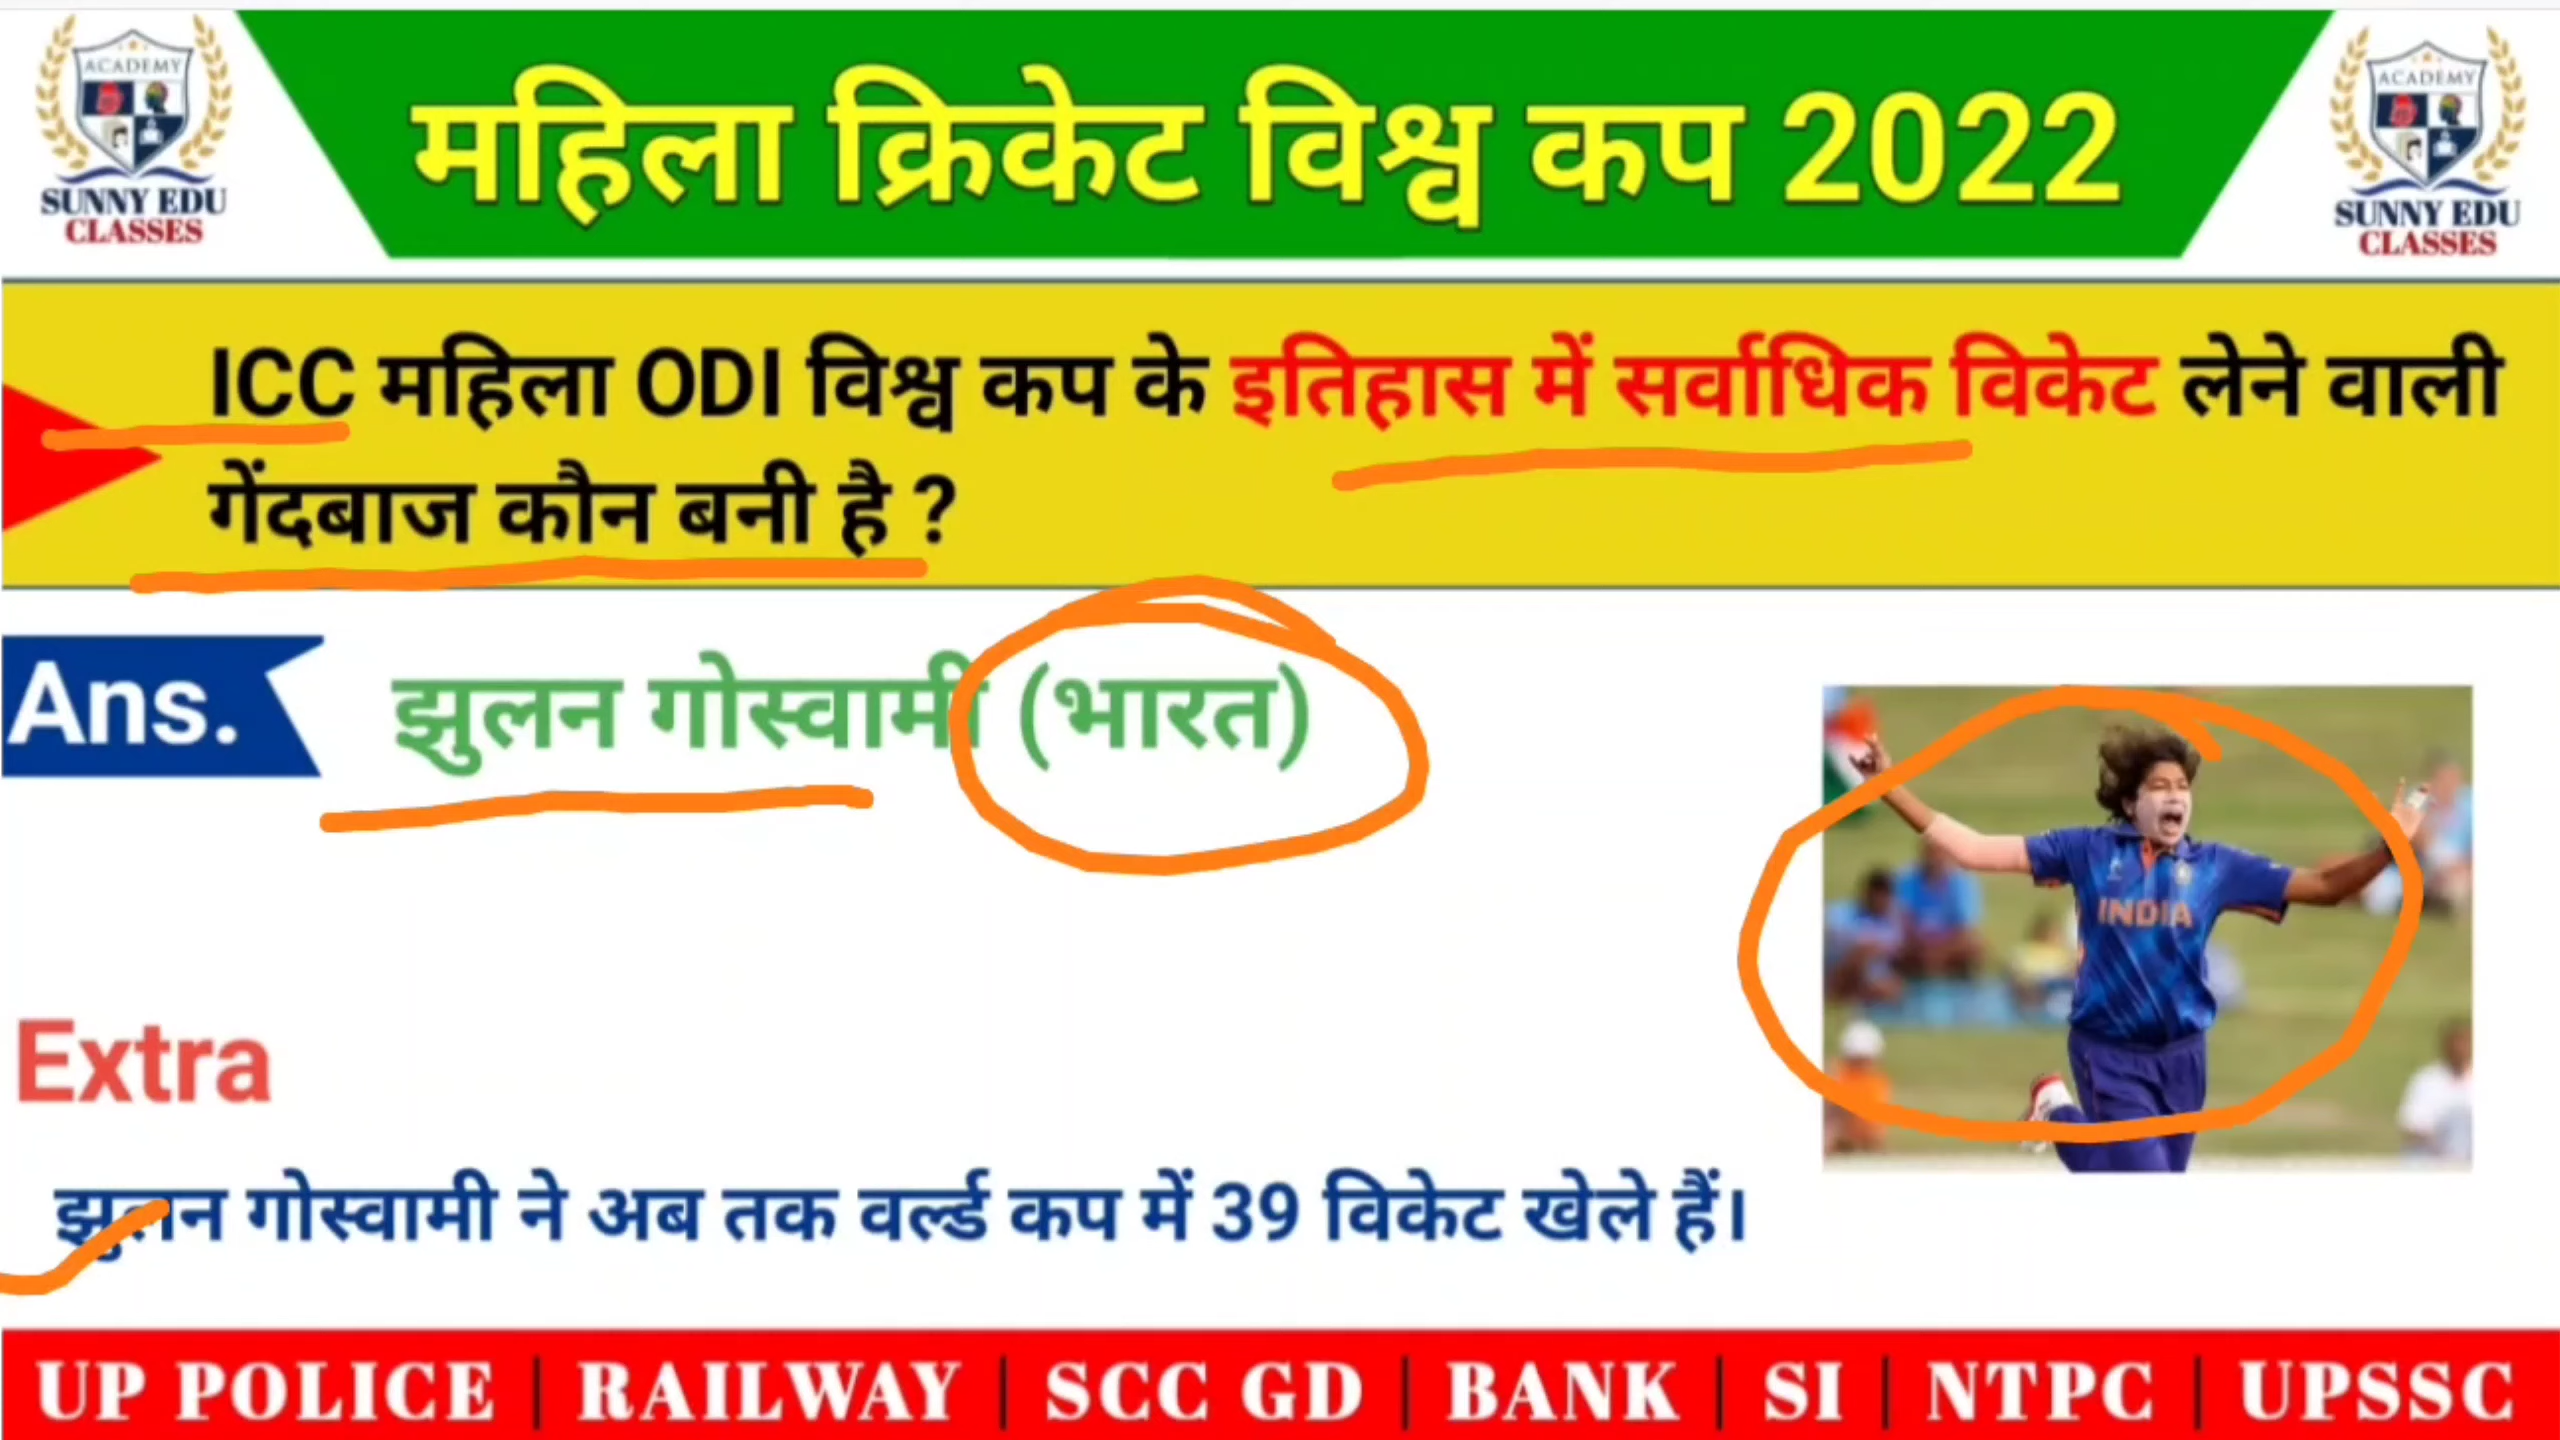 ACADEMY
SUNNY EDU
CLASSES
महिला क्रिकेट विश्व कप 2022
ACADEMY
SUNNY EDU
CLASSES
ICC महिला ODI विश्व कप के इतिहास में सर्वाधिक विकेट लेने वाली
गेंदबाज कौन बनी है ?
Ans. झुलन गोस्वामी (भारत)
INDIA
Extra
झुलन गोस्वामी ने अब तक वर्ल्ड कप में 39 विकेट खेले हैं।
UP POLICE | RAILWAY | SCC GD | BANK | SI | NTPC | UPSSC